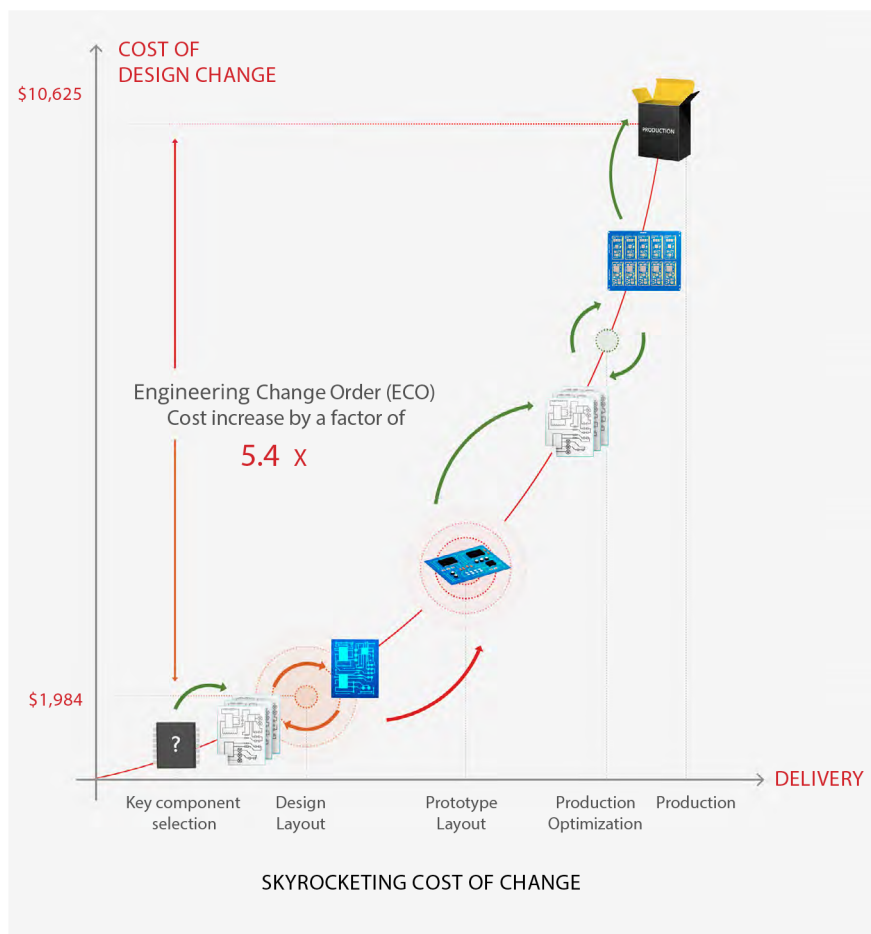 COST OF
DESIGN CHANGE
$10,625
PRODUCTION
Engineering Change Order (ECO)
Cost increase by a factor of
5.4 x
$1,984
?
DELIVERY
Key component
selection
Design
Layout
Prototype
Layout
Production
Optimization
Production
SKYROCKETING COST OF CHANGE